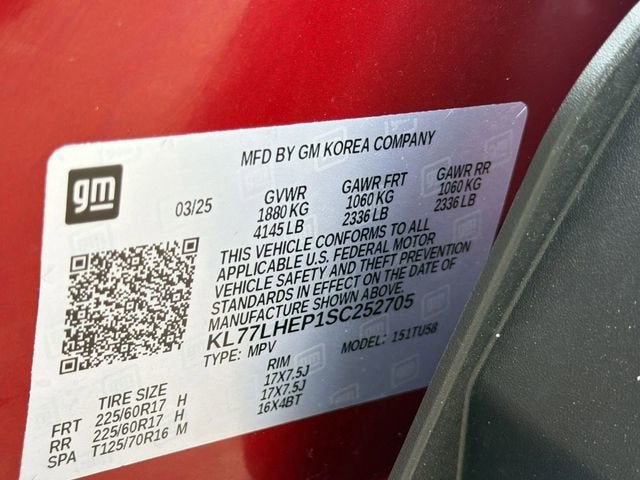 MFD BY GM KOREA COMPANY
gm
03/25
GVWR GAWR FRT GAWR RR
1880 KG 1060 KG 1060 KG
4145 LB 2336 LB 2336 LB
THIS VEHICLE CONFORMS TO ALL
APPLICABLE U.S. FEDERAL MOTOR
VEHICLE SAFETY AND THEFT PREVENTION
STANDARDS IN EFFECT ON THE DATE OF
MANUFACTURE SHOWN ABOVE.
KL77LHEP1SC252705
TYPE: MPV MODEL: 151TU58
TIRE SIZE RIM
FRT 225/60R17 H 17X7.5J
RR 225/60R17 H 17X7.5J
SPA T125/70R16 M 16X4BT